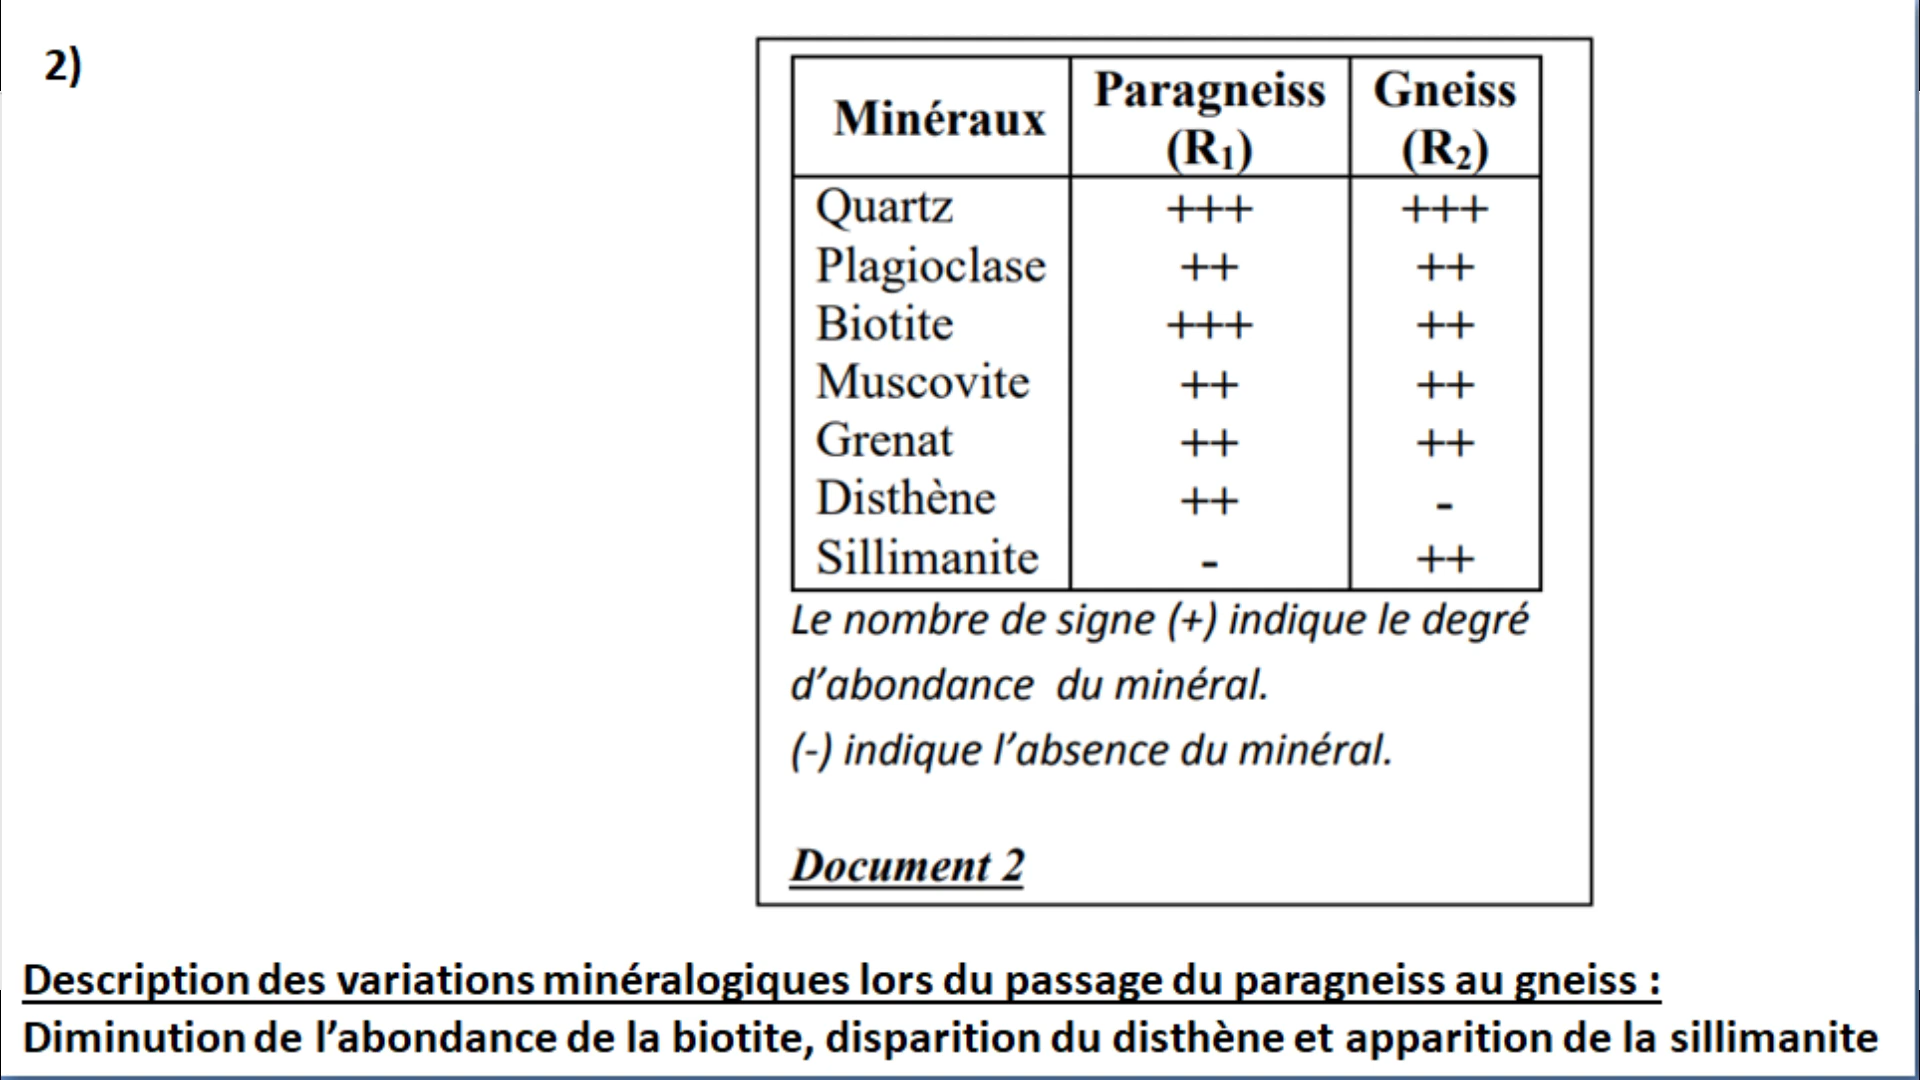 2)
Minéraux Paragneiss (R₁) Gneiss (R₂)
Quartz +++ +++
Plagioclase ++ ++
Biotite +++ ++
Muscovite ++ ++
Grenat ++ ++
Disthène ++ -
Sillimanite - ++
Le nombre de signe (+) indique le degré
d’abondance du minéral.
(-) indique l’absence du minéral.
Document 2
Description des variations minéralogiques lors du passage du paragneiss au gneiss :
Diminution de l’abondance de la biotite, disparition du disthène et apparition de la sillimanite